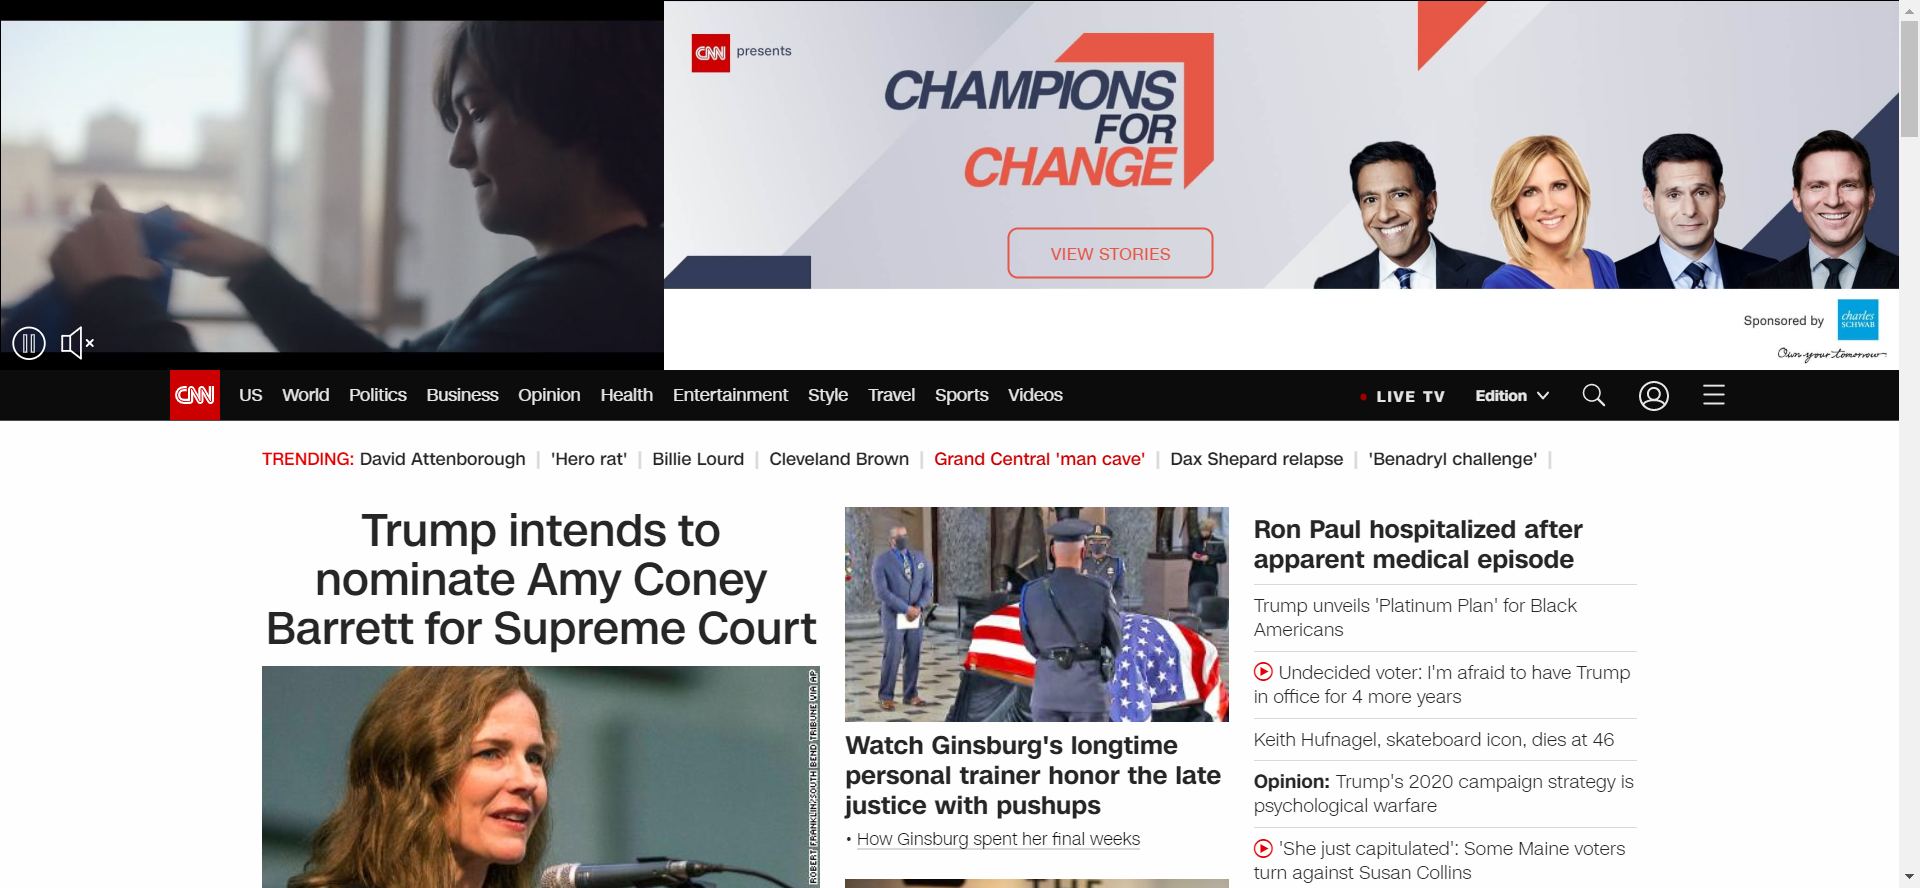 CNN presents
CHAMPIONS
FOR
CHANGE
VIEW STORIES
Sponsored by
charles
SCHWAB
Own your tomorrow
CNN US World Politics Business Opinion Health Entertainment Style Travel Sports Videos LIVE TV Edition
TRENDING: David Attenborough | 'Hero rat' | Billie Lourd | Cleveland Brown | Grand Central 'man cave' | Dax Shepard relapse | 'Benadryl challenge' |
Trump intends to
nominate Amy Coney
Barrett for Supreme Court
ROBERT FRANKLIN/SOUTH BEND TRIBUNE VIA AP
Watch Ginsburg's longtime
personal trainer honor the late
justice with pushups
• How Ginsburg spent her final weeks
Ron Paul hospitalized after
apparent medical episode
Trump unveils 'Platinum Plan' for Black
Americans
Undecided voter: I'm afraid to have Trump
in office for 4 more years
Keith Hufnagel, skateboard icon, dies at 46
Opinion: Trump's 2020 campaign strategy is
psychological warfare
'She just capitulated': Some Maine voters
turn against Susan Collins